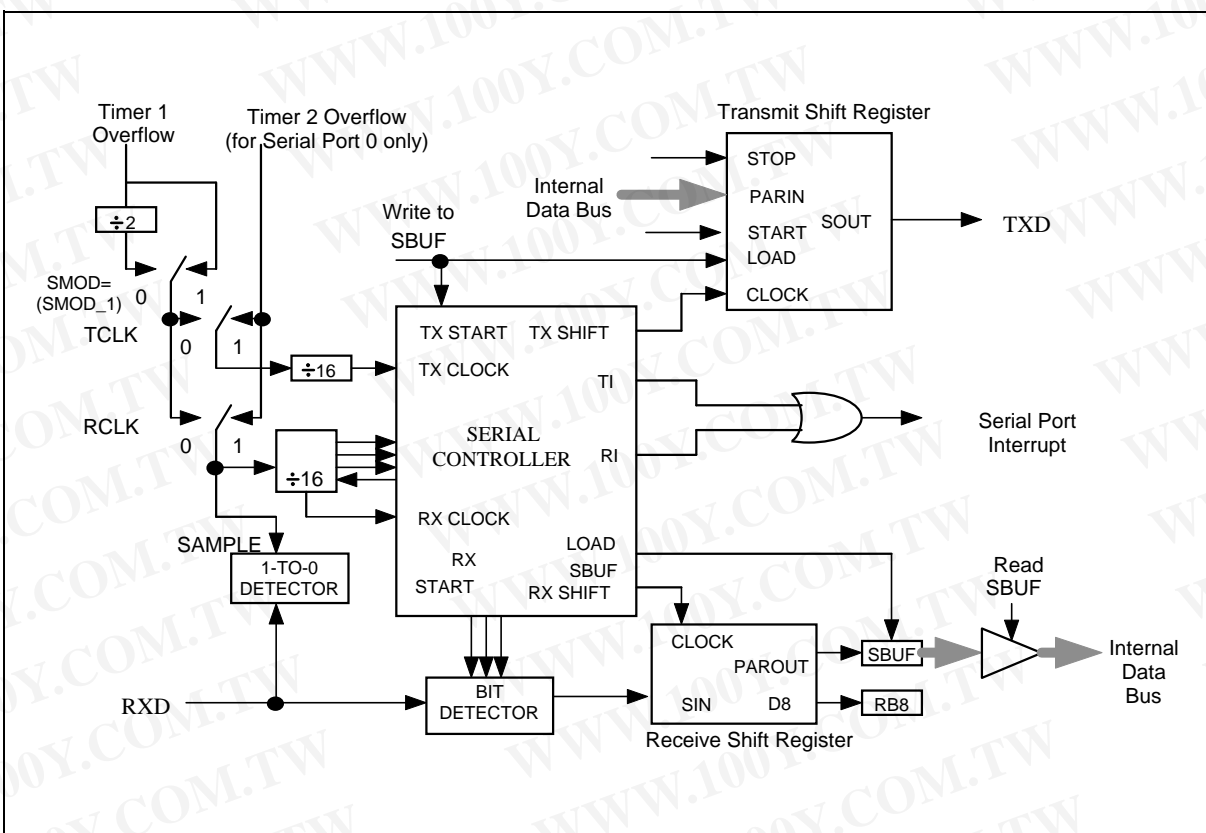 WWW.100Y.COM.TW
Timer 1
Overflow
Timer 2 Overflow
(for Serial Port 0 only)
÷2
SMOD=
(SMOD_1)
0
1
TCLK
0
1
÷16
RCLK
0
1
÷16
SAMPLE
1-TO-0
DETECTOR
RXD
Write to
SBUF
Internal
Data Bus
Transmit Shift Register
STOP
PARIN
SOUT
START
LOAD
CLOCK
TXD
TX START
TX SHIFT
TX CLOCK
TI
SERIAL
CONTROLLER
RI
RX CLOCK
LOAD
SBUF
RX
START
RX SHIFT
Serial Port
Interrupt
BIT
DETECTOR
CLOCK
PAROUT
SIN
D8
Receive Shift Register
SBUF
RB8
Read
SBUF
Internal
Data
Bus